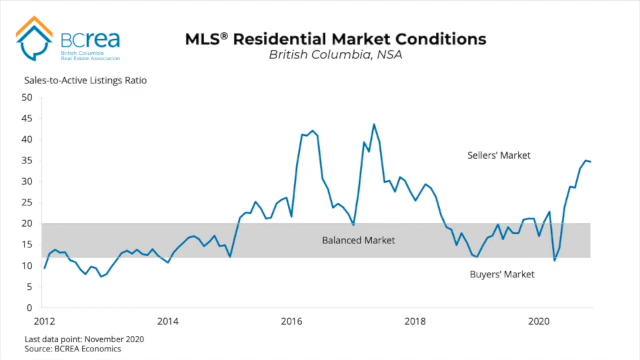 BCrea
British Columbia
Real Estate Association
MLS® Residential Market Conditions
British Columbia, NSA
Sales-to-Active Listings Ratio
50
45
40
35
30
25
20
15
10
5
0
Sellers' Market
Balanced Market
Buyers' Market
2012
2014
2016
2018
2020
Last data point: November 2020
Source: BCREA Economics